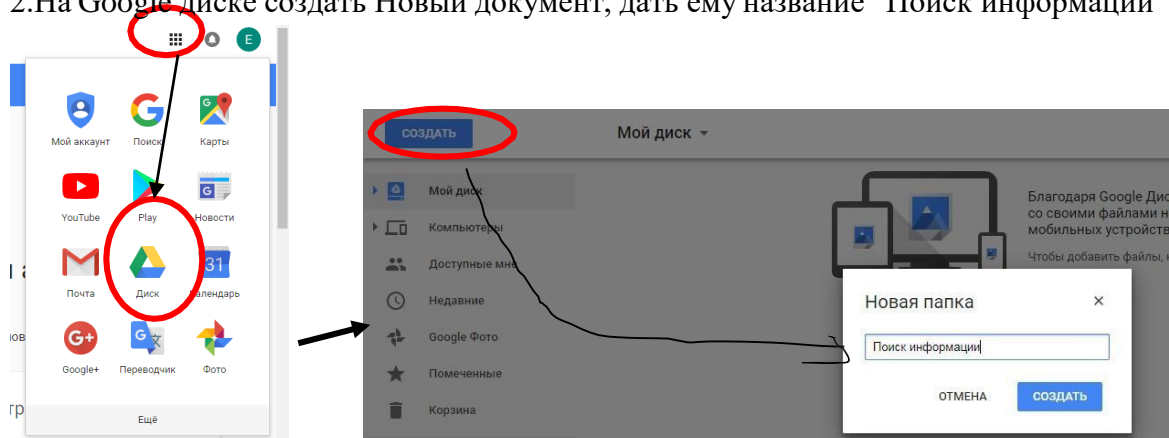 2.На Google диске создать Новый документ, дать ему название "Поиск информации"
E
Мой аккаунт
Поиск
Карты
YouTube
Play
Новости
31
Почта
Диск
Календарь
G+
Google+
Переводчик
Фото
Ещё
СОЗДАТЬ
Мой диск
Мой диск
Компьютеры
Доступные мне
Недавние
Google Фото
Помеченные
Корзина
Благодаря Google
со своими файлами
мобильных
Чтобы добавить файлы,
Новая папка
Поиск информации
ОТМЕНА
СОЗДАТЬ